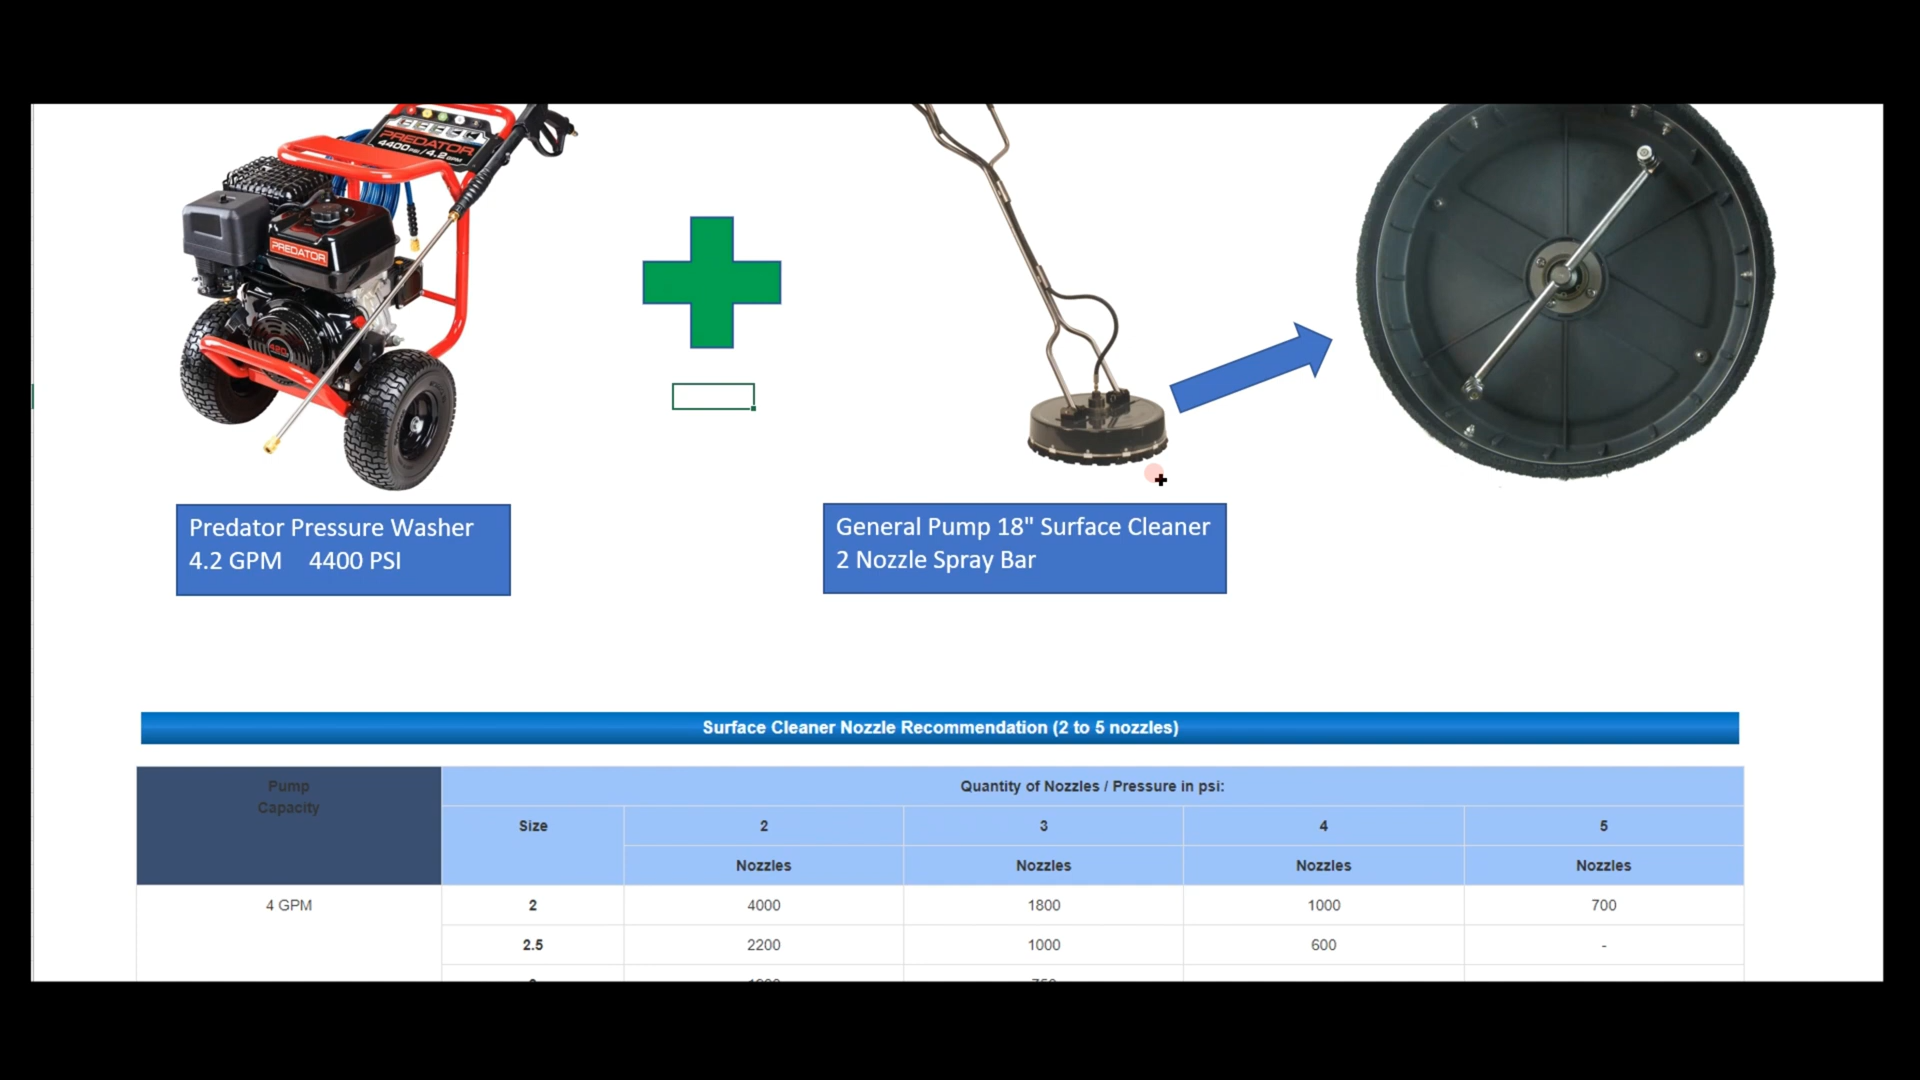 PREDATOR
4400 PSI / 4.2 GPM
PREDATOR
420
Predator Pressure Washer
4.2 GPM 4400 PSI
General Pump 18" Surface Cleaner
2 Nozzle Spray Bar
Surface Cleaner Nozzle Recommendation (2 to 5 nozzles)
Pump
Capacity
Quantity of Nozzles / Pressure in psi:
Size
2
3
4
5
Nozzles
Nozzles
Nozzles
Nozzles
4 GPM
2
4000
1800
1000
700
2.5
2200
1000
600
-